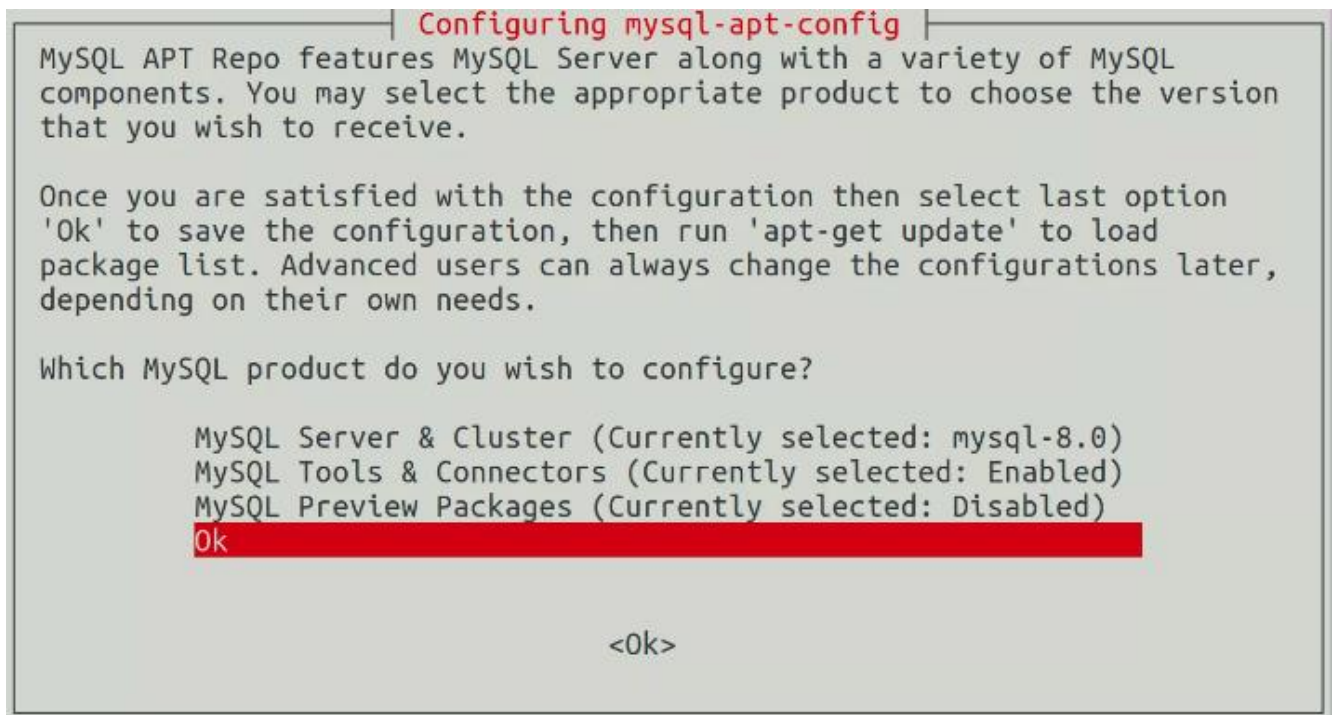 Configuring mysql-apt-config
MySQL APT Repo features MySQL Server along with a variety of MySQL
components. You may select the appropriate product to choose the version
that you wish to receive.
Once you are satisfied with the configuration then select last option
'Ok' to save the configuration, then run 'apt-get update' to load
package list. Advanced users can always change the configurations later,
depending on their own needs.
Which MySQL product do you wish to configure?
MySQL Server & Cluster (Currently selected: mysql-8.0)
MySQL Tools & Connectors (Currently selected: Enabled)
MySQL Preview Packages (Currently selected: Disabled)
Ok
<Ok>